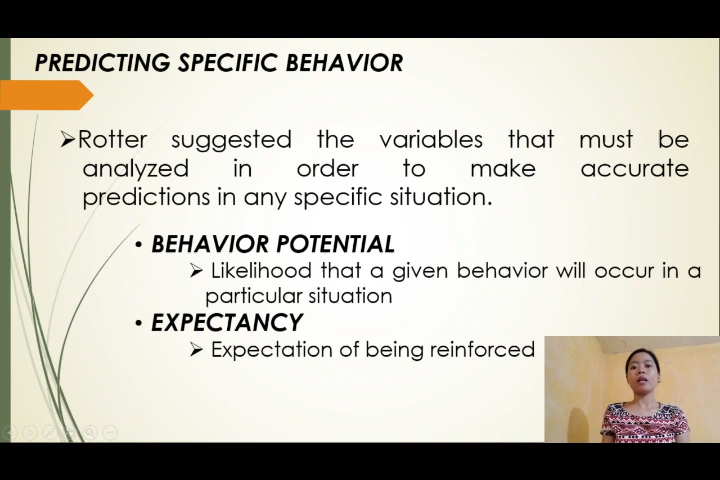 PREDICTING SPECIFIC BEHAVIOR
➢Rotter suggested the variables that must be
analyzed in order to make accurate
predictions in any specific situation.
• BEHAVIOR POTENTIAL
➢ Likelihood that a given behavior will occur in a
particular situation
• EXPECTANCY
➢ Expectation of being reinforced